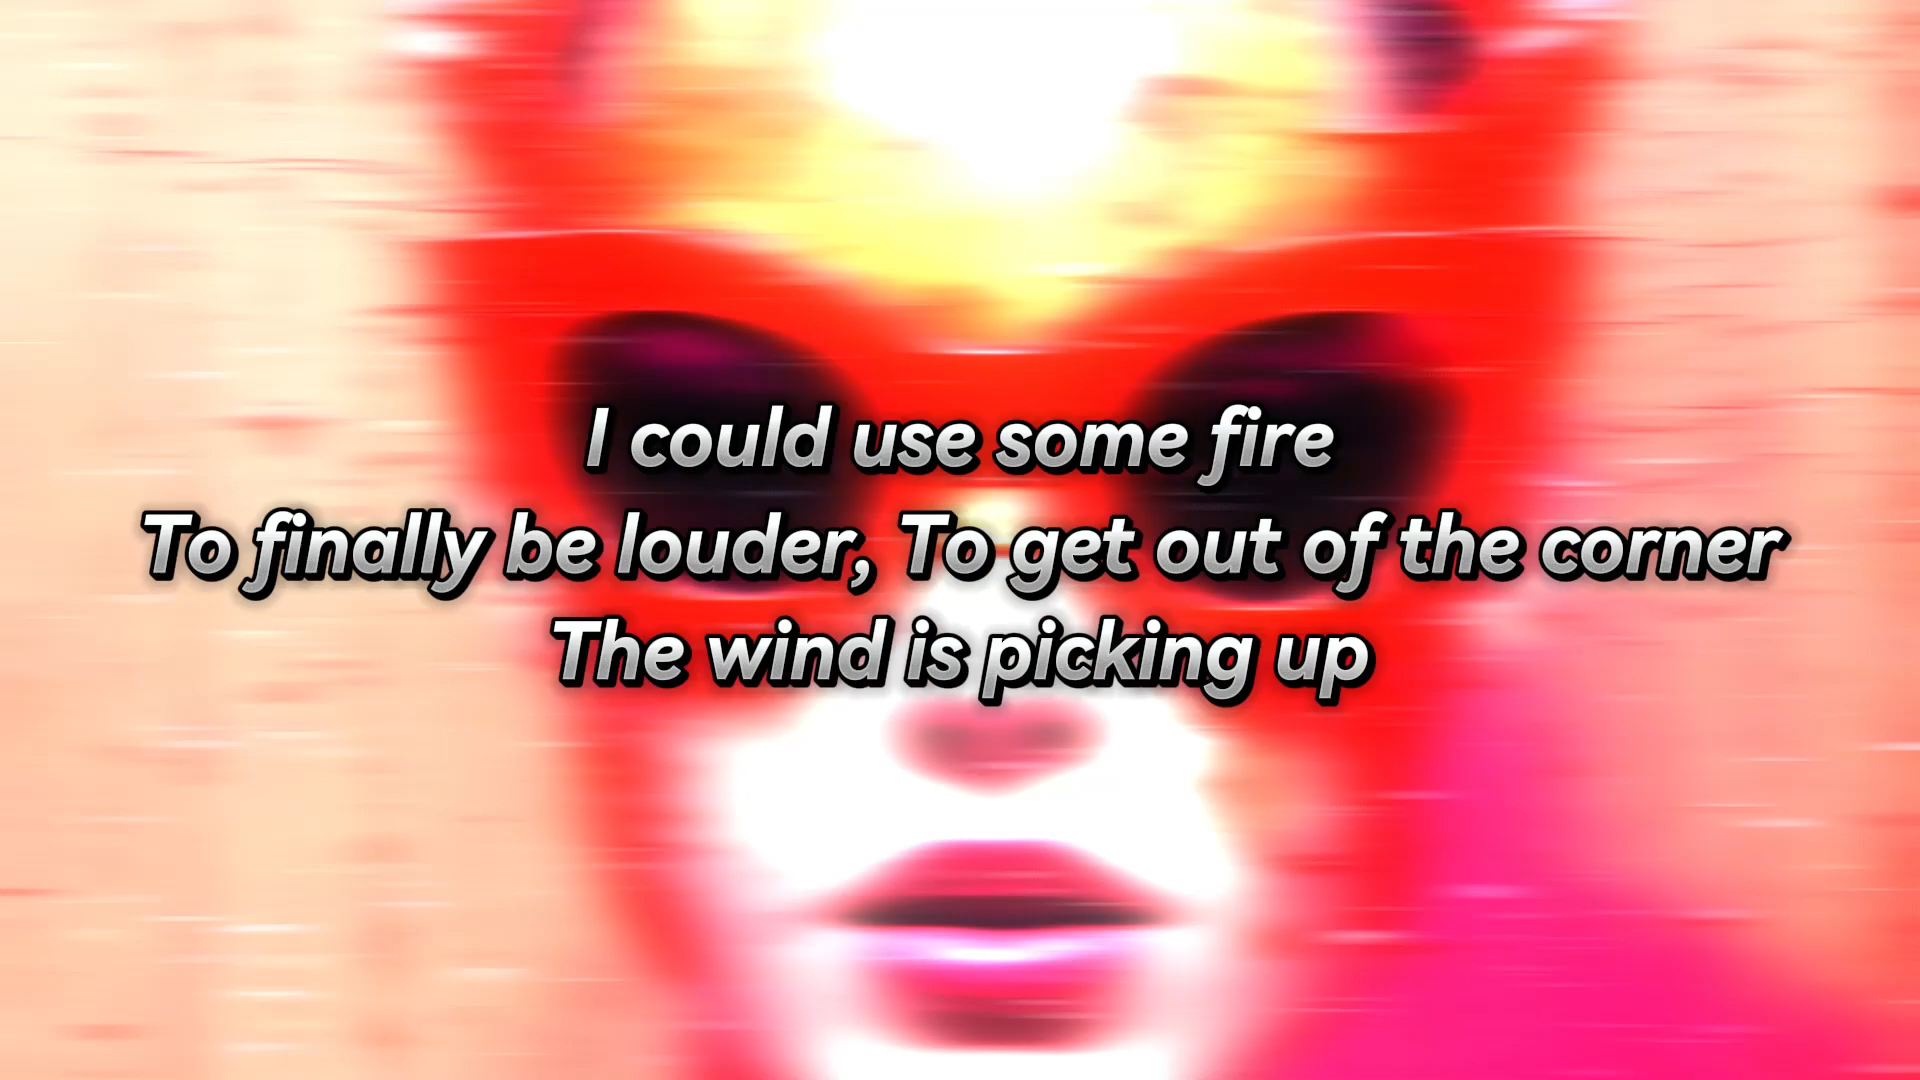 I could use some fire
To finally be louder, To get out of the corner
The wind is picking up